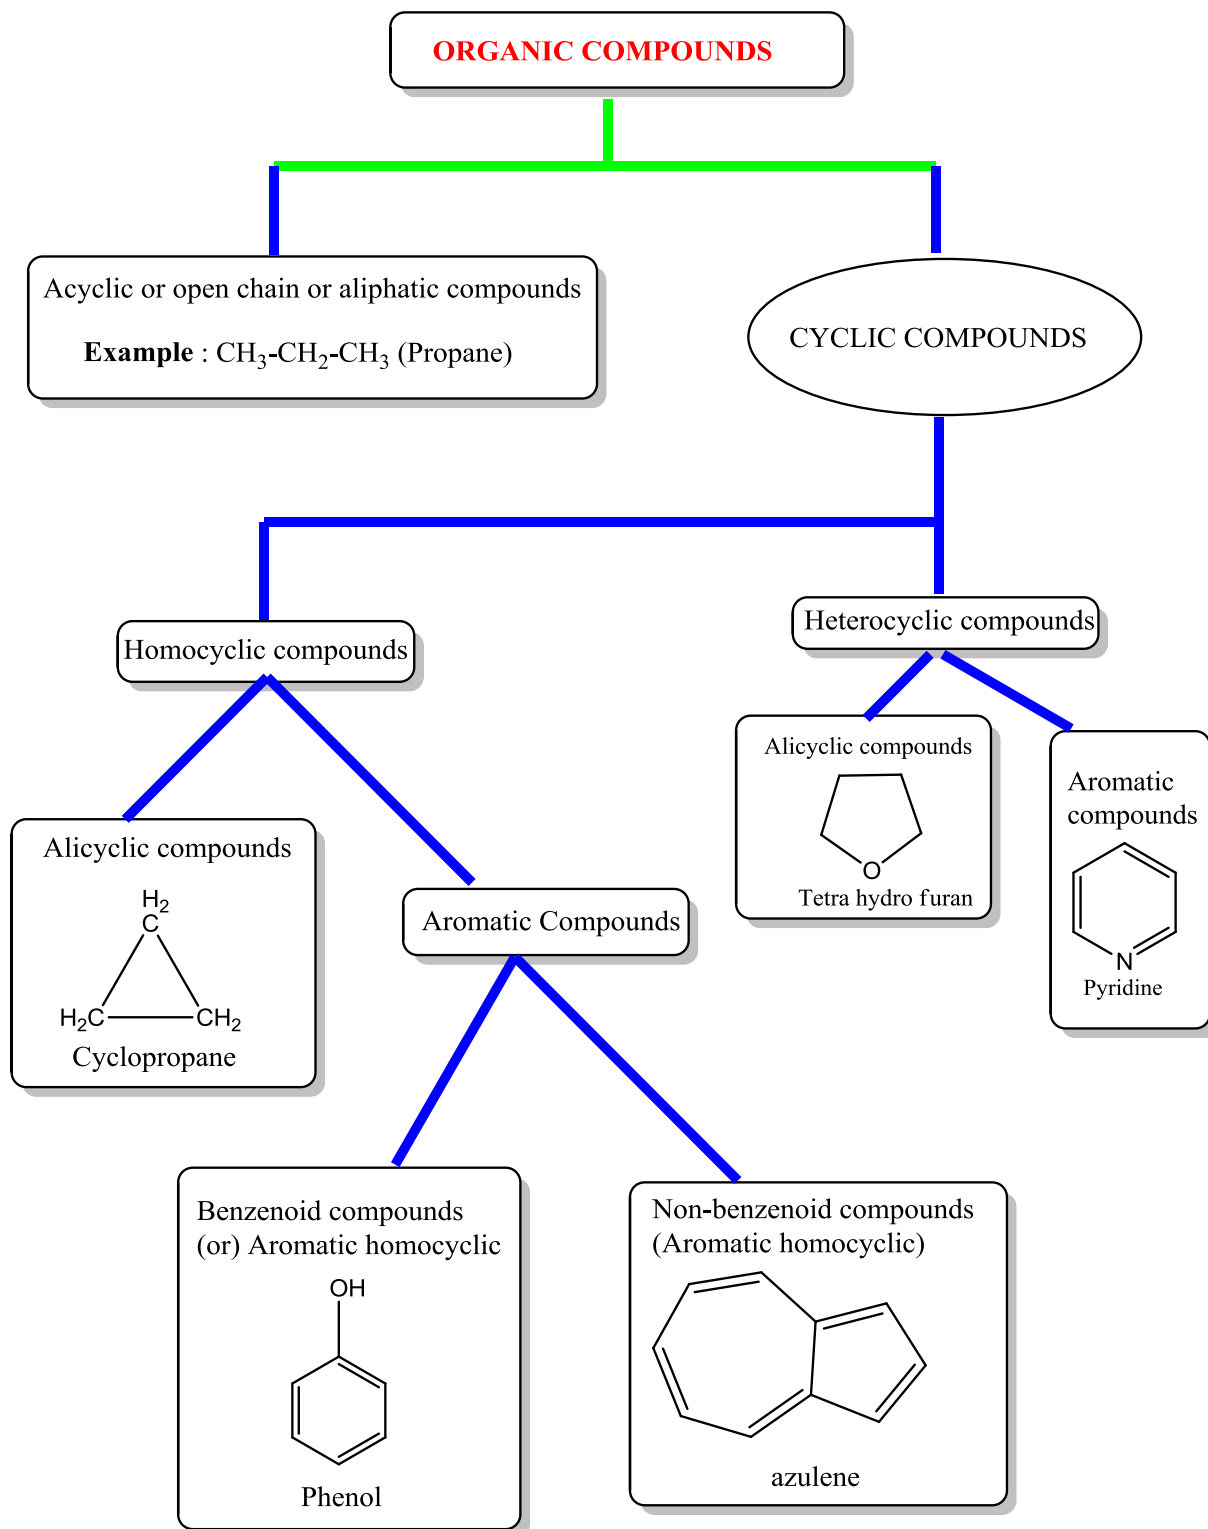 ORGANIC COMPOUNDS
Acyclic or open chain or aliphatic compounds
Example : CH₃-CH₂-CH₃ (Propane)
CYCLIC COMPOUNDS
Homocyclic compounds
Heterocyclic compounds
Alicyclic compounds
O
Tetra hydro furan
Aromatic
compounds
N
Pyridine
Alicyclic compounds
H₂
C
H₂C
CH₂
Cyclopropane
Aromatic Compounds
Benzenoid compounds
(or) Aromatic homocyclic
OH
Phenol
Non-benzenoid compounds
(Aromatic homocyclic)
azulene